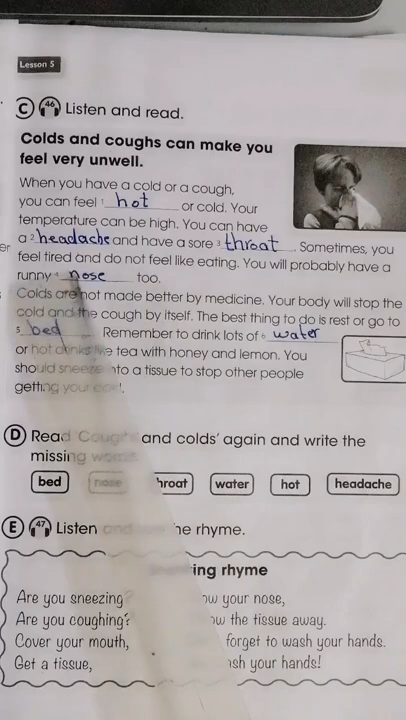 Lesson 5
C 46 Listen and read.
Colds and coughs can make you
feel very unwell.
When you have a cold or a cough,
you can feel 1 hot or cold. Your
temperature can be high. You can have
a 2 headache and have a sore 3 throat. Sometimes, you
feel tired and do not feel like eating. You will probably have a
runny 4 nose too.
Colds are not made better by medicine. Your body will stop the
cold and the cough by itself. The best thing to do is rest or go to
5 bed. Remember to drink lots of 6 water
or hot drinks like tea with honey and lemon. You
should sneeze into a tissue to stop other people
getting your
D Read 'Coughs and colds' again and write the
missing words.
bed nose throat water hot headache
E 47 Listen and the rhyme.
rhyme
Are you sneezing? your nose,
Are you coughing? the tissue away.
Cover your mouth, forget to wash your hands.
Get a tissue, your hands!